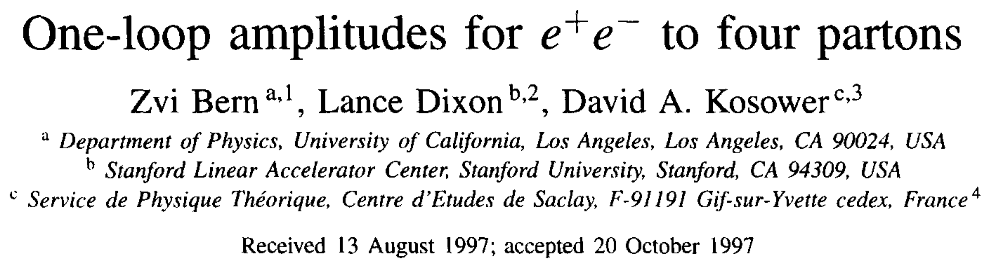 One-loop amplitudes for e⁺e⁻ to four partons
Zvi Bern ᵃ,¹, Lance Dixon ᵇ,², David A. Kosower ᶜ,³
ᵃ Department of Physics, University of California, Los Angeles, Los Angeles, CA 90024, USA
ᵇ Stanford Linear Accelerator Center, Stanford University, Stanford, CA 94309, USA
ᶜ Service de Physique Théorique, Centre d'Etudes de Saclay, F-91191 Gif-sur-Yvette cedex, France ⁴
Received 13 August 1997; accepted 20 October 1997